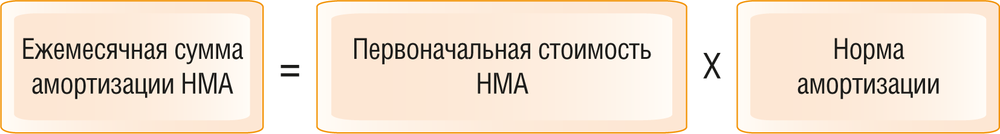 Ежемесячная сумма
амортизации НМА
=
Первоначальная стоимость
НМА
X
Норма
амортизации